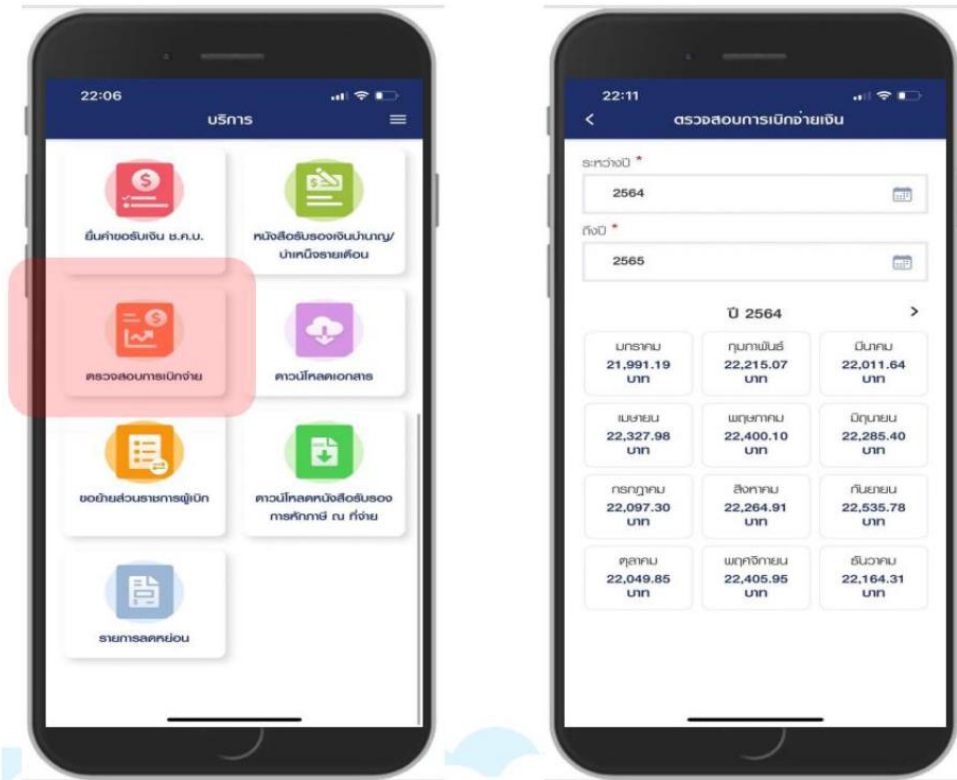 22:06
บริการ
ยื่นคำขอรับเงิน ช.ค.บ.
หนังสือรับรองเงินบำนาญ/
บำเหน็จรายเดือน
ตรวจสอบการเบิกจ่าย
ดาวน์โหลดเอกสาร
ขอย้ายส่วนราชการผู้เบิก
ดาวน์โหลดหนังสือรับรอง
การหักภาษี ณ ที่จ่าย
รายการลดหย่อน
22:11
ตรวจสอบการเบิกจ่ายเงิน
ระหว่างปี *
2564
ถึงปี *
2565
ปี 2564
มกราคม
21,991.19
บาท
กุมภาพันธ์
22,215.07
บาท
มีนาคม
22,011.64
บาท
เมษายน
22,327.98
บาท
พฤษภาคม
22,400.10
บาท
มิถุนายน
22,285.40
บาท
กรกฎาคม
22,097.30
บาท
สิงหาคม
22,264.91
บาท
กันยายน
22,535.78
บาท
ตุลาคม
22,049.85
บาท
พฤศจิกายน
22,405.95
บาท
ธันวาคม
22,164.31
บาท